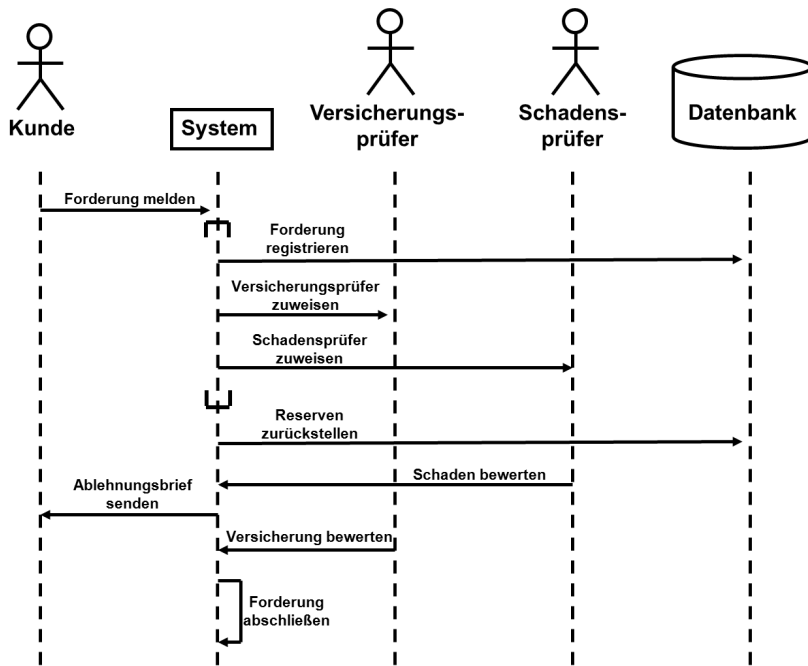 Kunde
System
Versicherungs-
prüfer
Schadens-
prüfer
Datenbank
Forderung melden
Forderung
registrieren
Versicherungsprüfer
zuweisen
Schadensprüfer
zuweisen
Reserven
zurückstellen
Schaden bewerten
Ablehnungsbrief
senden
Versicherung bewerten
Forderung
abschließen